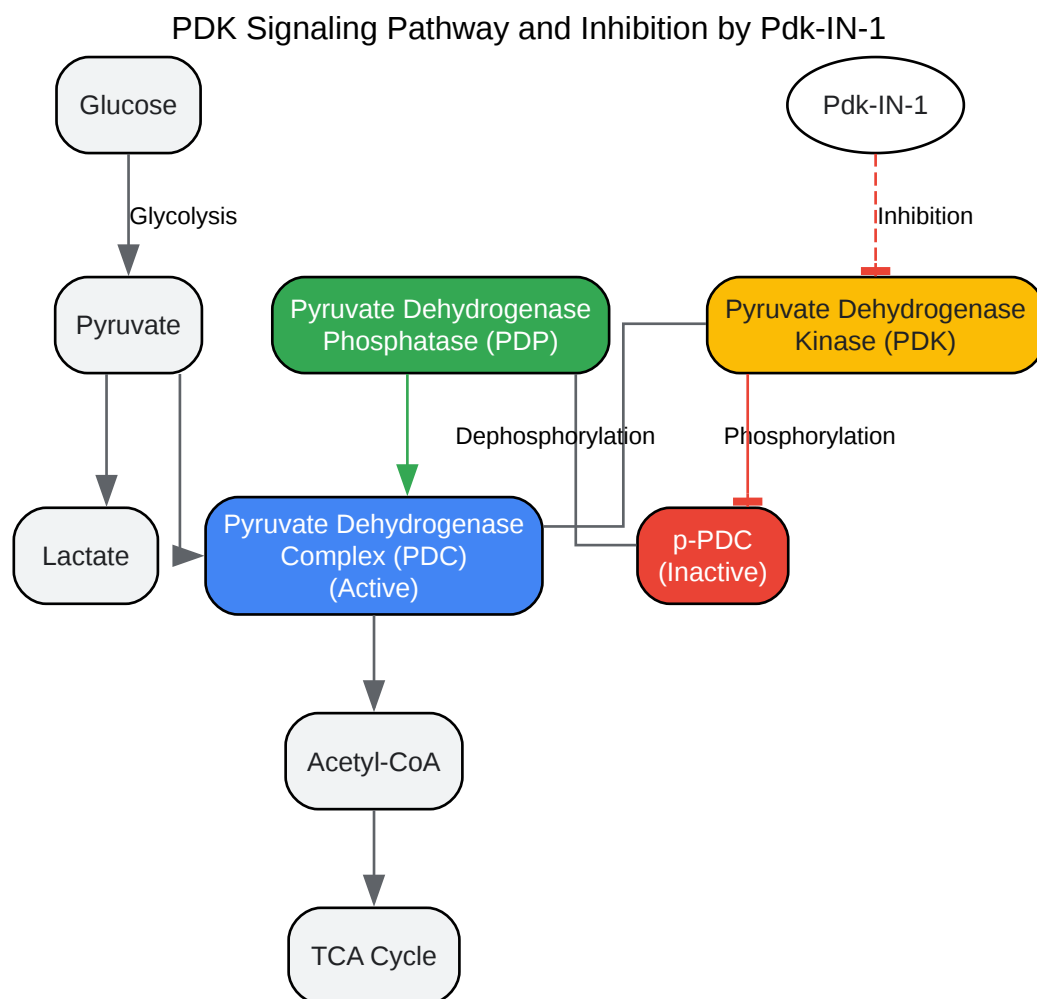 PDK Signaling Pathway and Inhibition by Pdk-IN-1
Glucose
Pdk-IN-1
Glycolysis
Inhibition
Pyruvate
Pyruvate Dehydrogenase
Phosphatase (PDP)
Pyruvate Dehydrogenase
Kinase (PDK)
Dephosphorylation
Phosphorylation
Lactate
Pyruvate Dehydrogenase
Complex (PDC)
(Active)
p-PDC
(Inactive)
Acetyl-CoA
TCA Cycle